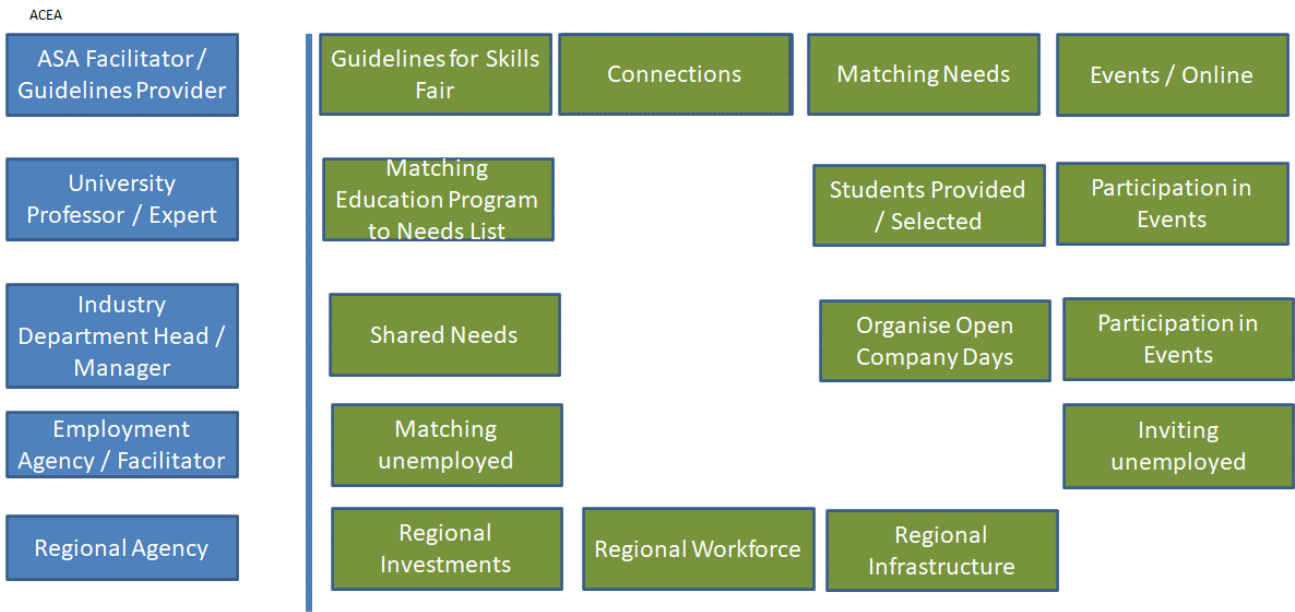 ACEA
ASA Facilitator /
Guidelines Provider
Guidelines for Skills
Fair
Connections
Matching Needs
Events / Online
University
Professor / Expert
Matching
Education Program
to Needs List
Students Provided
/ Selected
Participation in
Events
Industry
Department Head /
Manager
Shared Needs
Organise Open
Company Days
Participation in
Events
Employment
Agency / Facilitator
Matching
unemployed
Inviting
unemployed
Regional Agency
Regional
Investments
Regional Workforce
Regional
Infrastructure